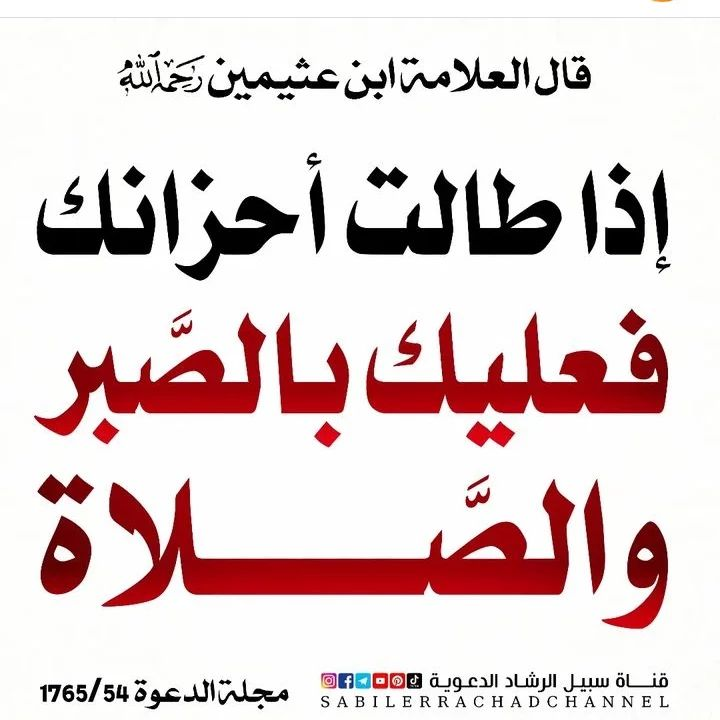 قال العلامة ابن عثيمين رحمه الله
إذا طالت أحزانك
فعليك بالصَّبر
والصَّلاة
قناة سبيل الرشاد الدعوية
SABILERRACHADCHANNEL
مجلة الدعوة 1765/54